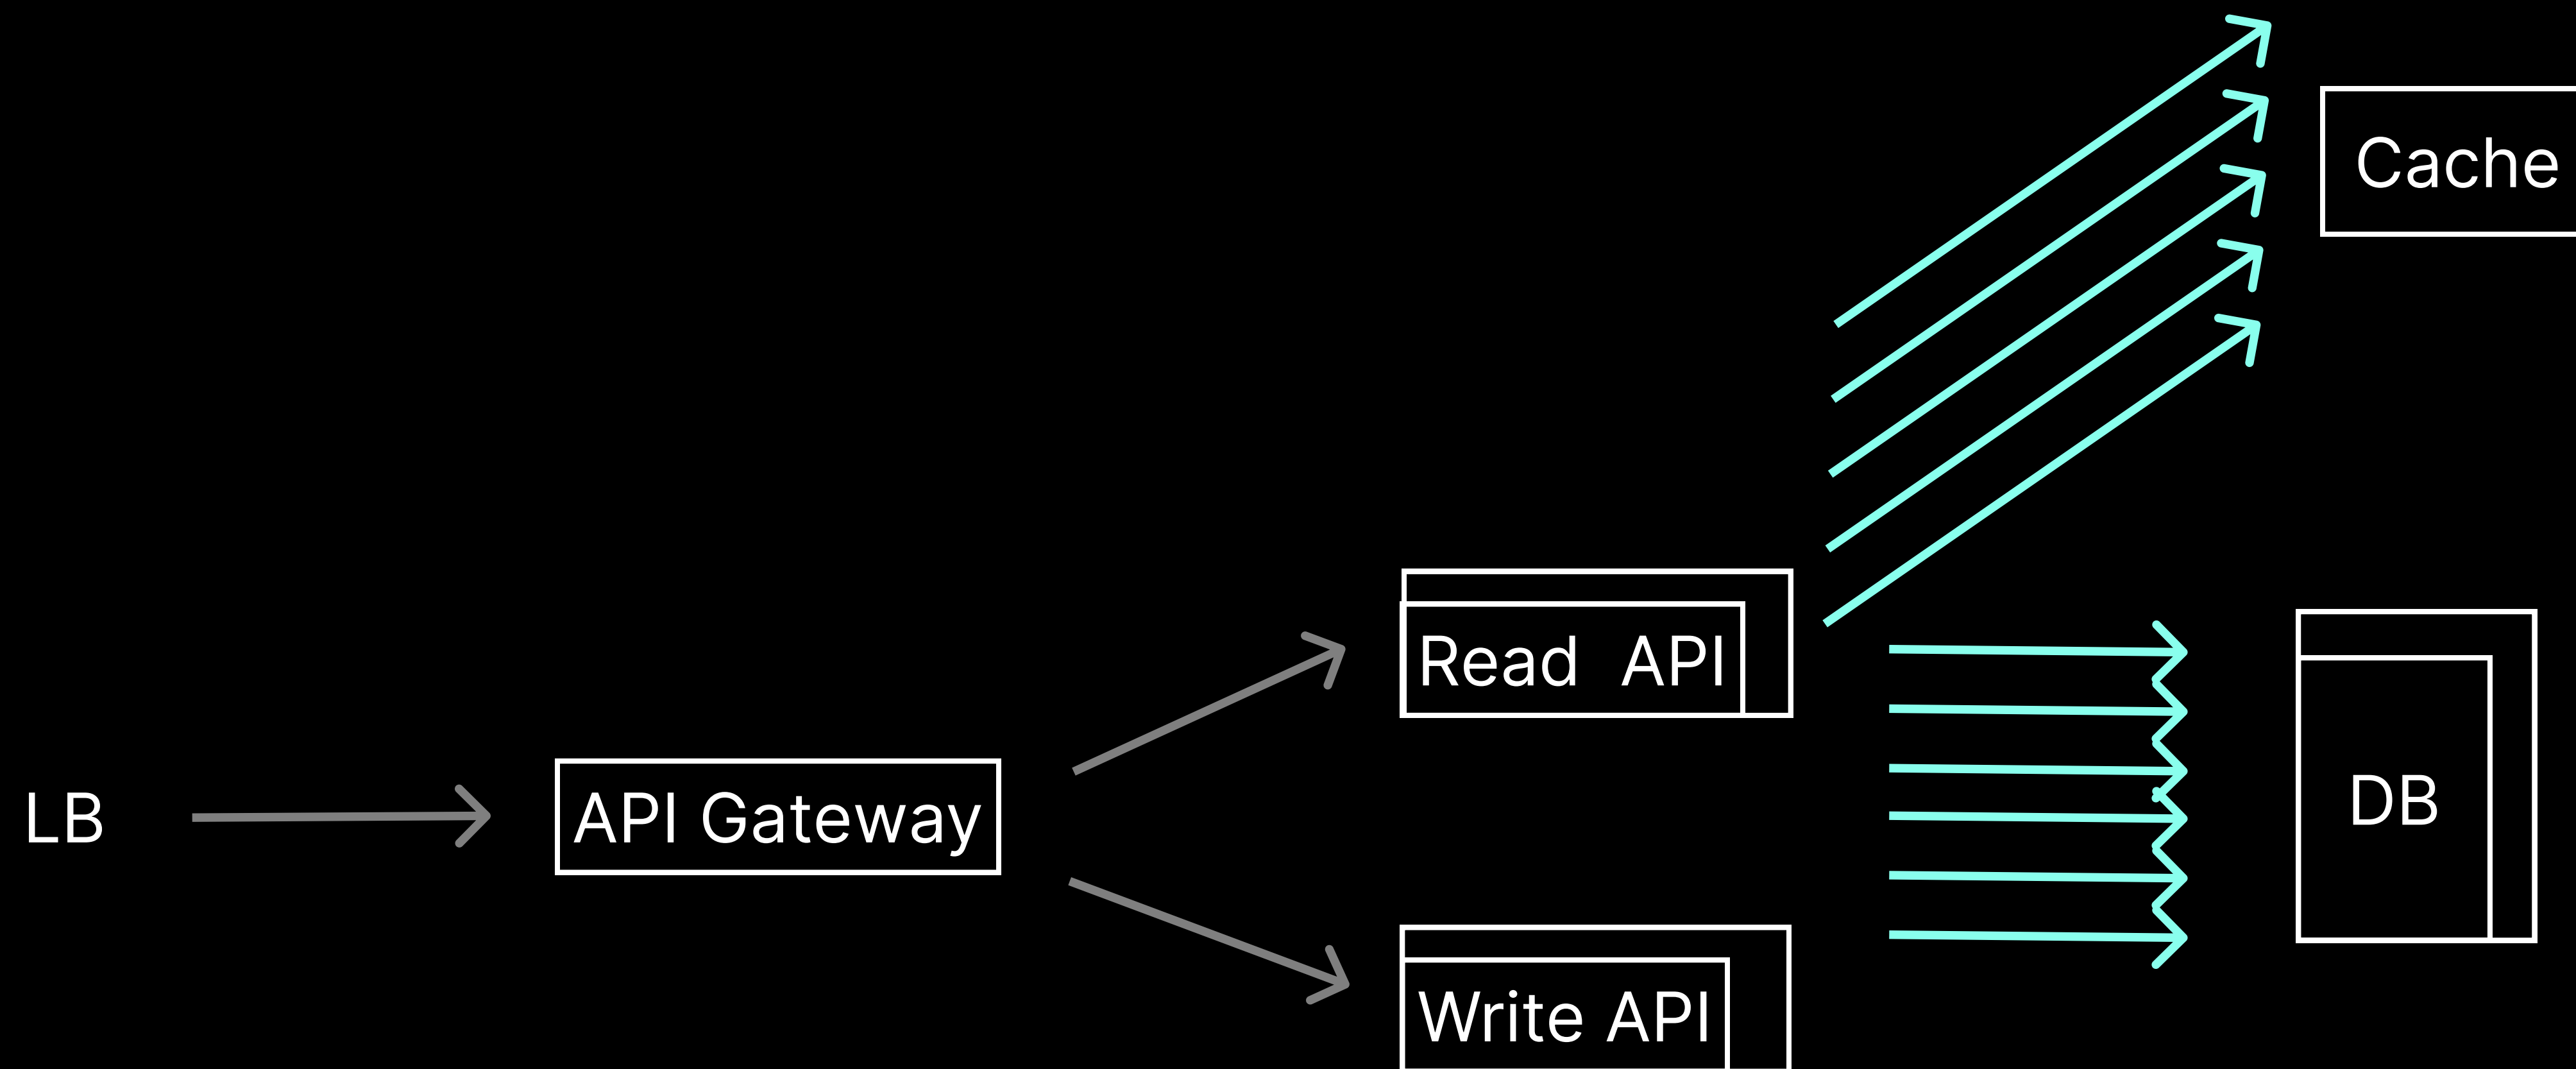 Cache
Read  API
DB
LB
API Gateway
Write API